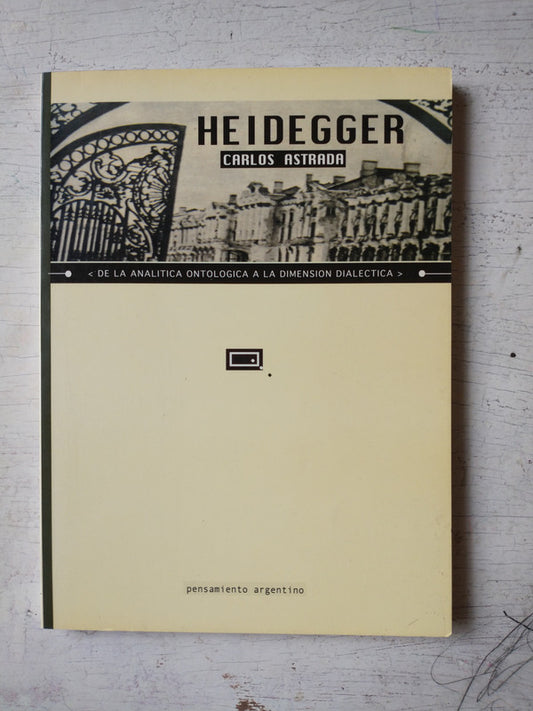 HEIDEGGER
CARLOS ASTRADA
< DE LA ANALITICA ONTOLOGICA A LA DIMENSION DIALECTICA >
pensamiento argentino